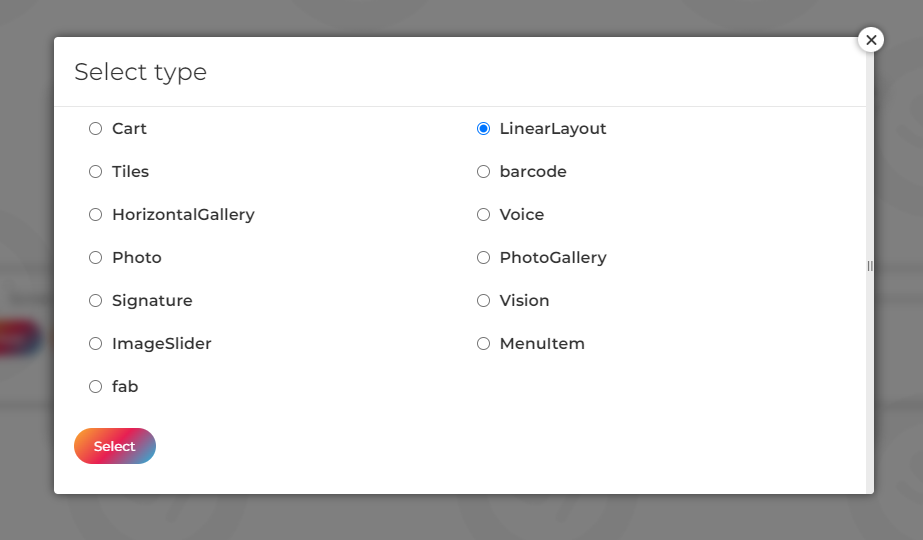 Select type
Cart
LinearLayout
Tiles
barcode
HorizontalGallery
Voice
Photo
PhotoGallery
Signature
Vision
ImageSlider
MenuItem
fab
Select